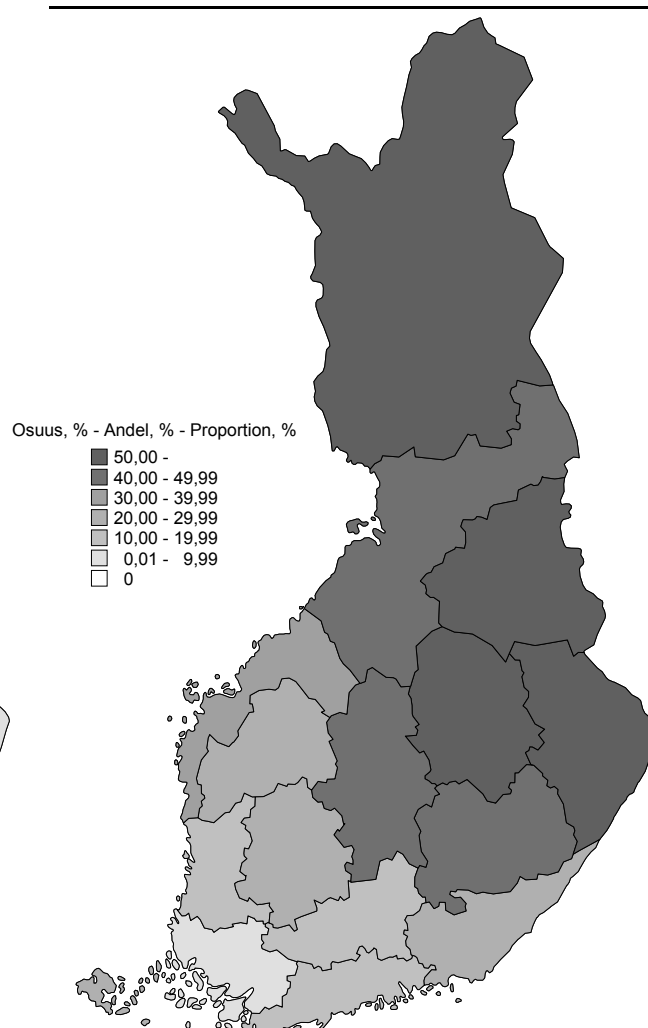 Osuus, % - Andel, % - Proportion, %
50,00 -
40,00 - 49,99
30,00 - 39,99
20,00 - 29,99
10,00 - 19,99
0,01 - 9,99
0